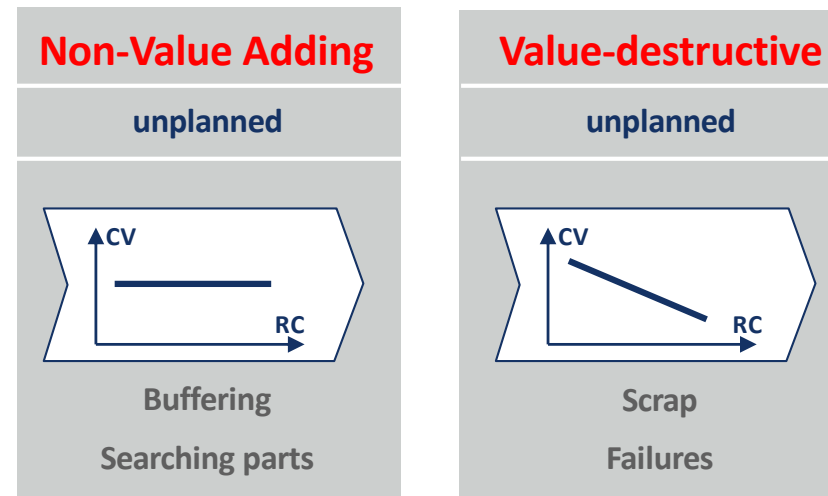 Non-Value Adding
unplanned
CV
RC
Buffering
Searching parts
Value-destructive
unplanned
CV
RC
Scrap
Failures